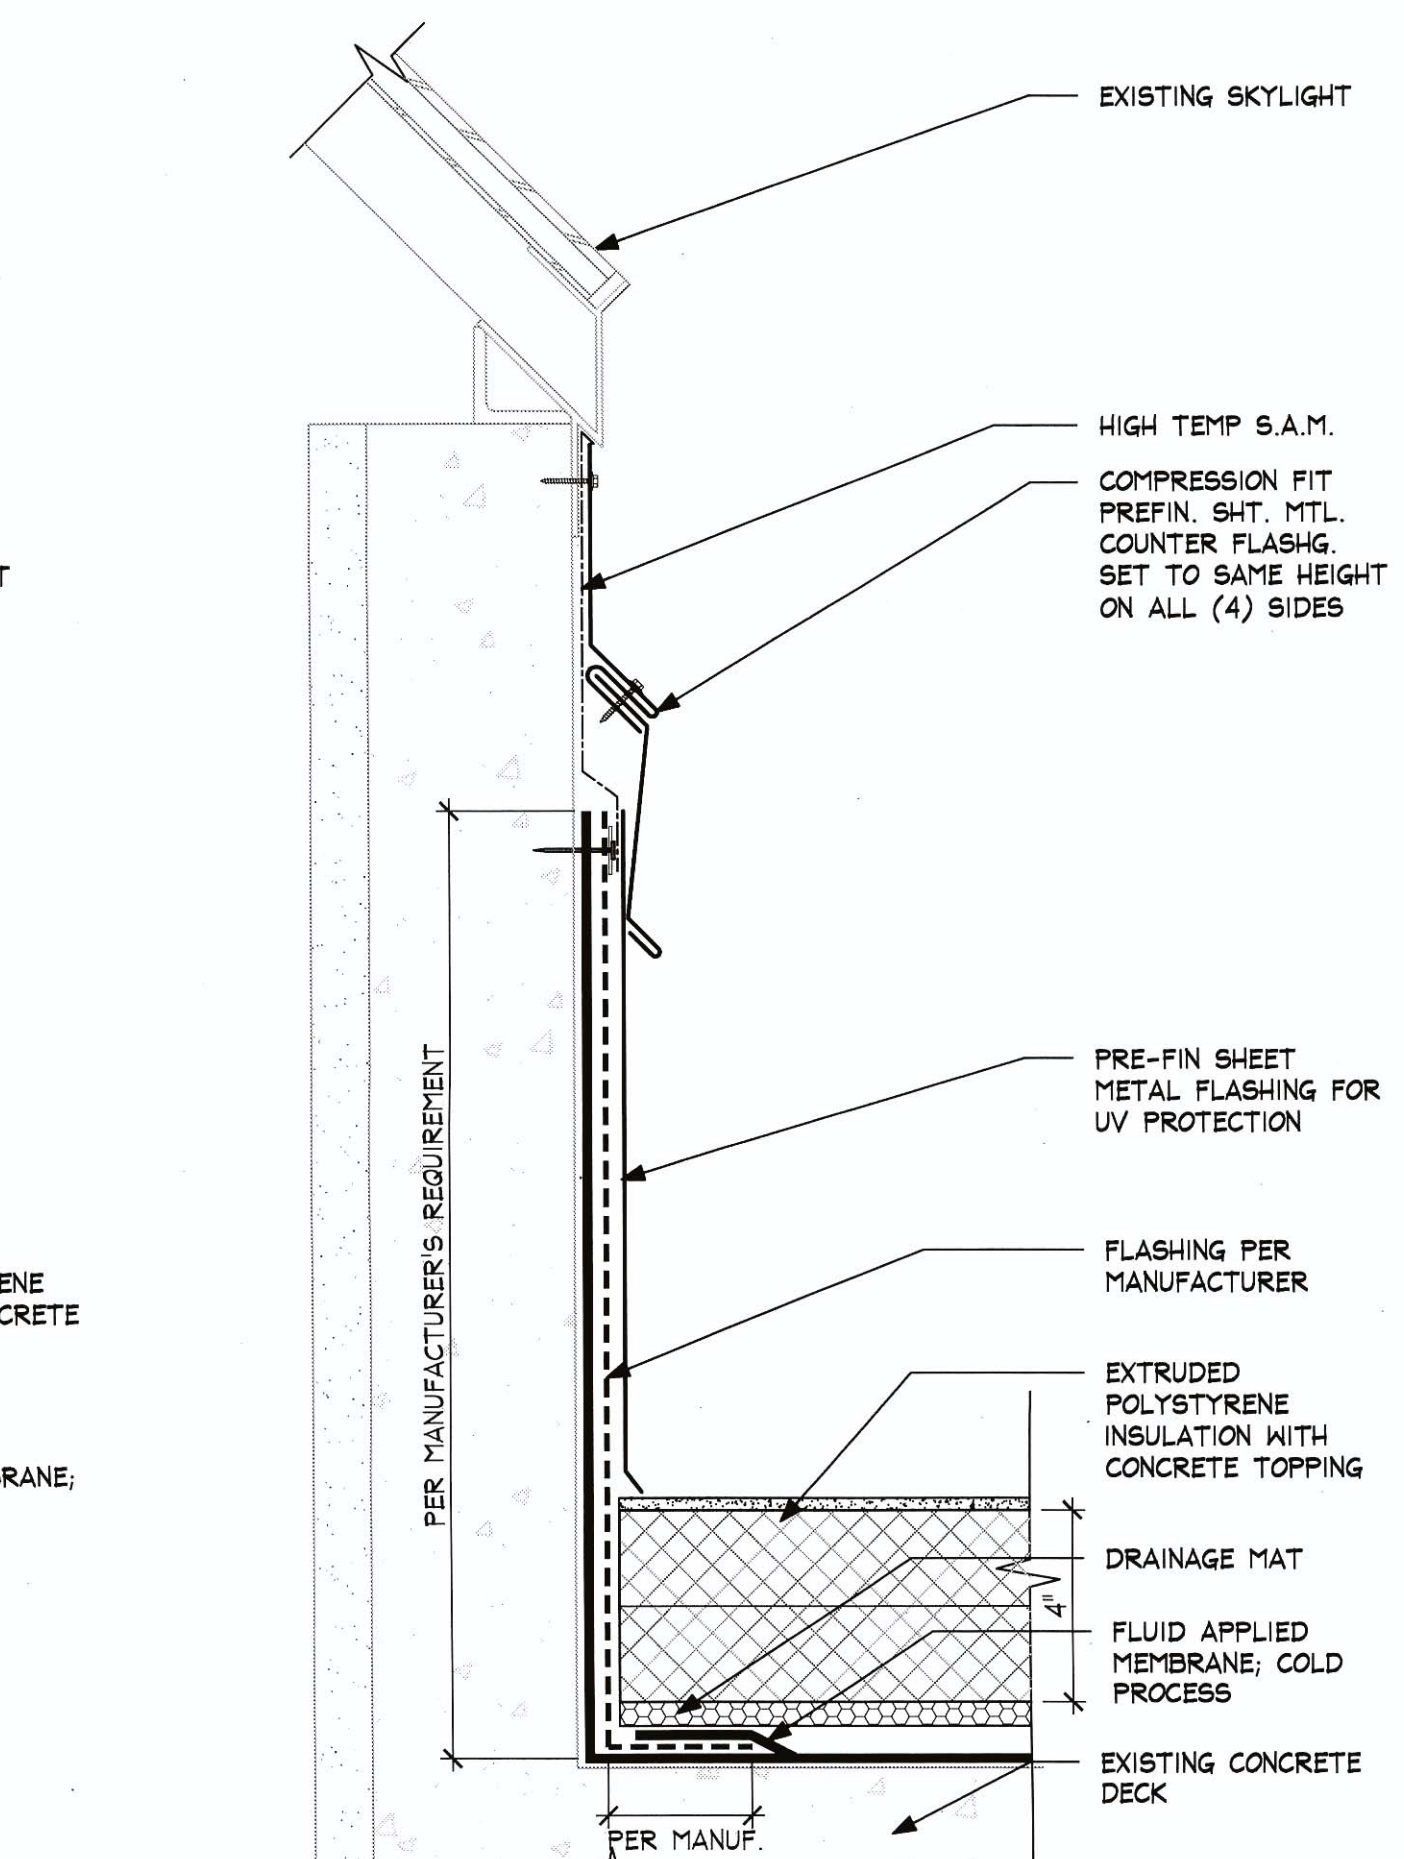 EXISTING SKYLIGHT
HIGH TEMP S.A.M.
COMPRESSION FIT
PREFIN. SHT. MTL.
COUNTER FLASHG.
SET TO SAME HEIGHT
ON ALL (4) SIDES
T
PER MANUFACTURER'S REQUIREMENT
PRE-FIN SHEET
METAL FLASHING FOR
UV PROTECTION
FLASHING PER
MANUFACTURER
ENE
CRETE
EXTRUDED
POLYSTYRENE
INSULATION WITH
CONCRETE TOPPING
BRANE;
DRAINAGE MAT
4"
FLUID APPLIED
MEMBRANE; COLD
PROCESS
EXISTING CONCRETE
DECK
PER MANUF.